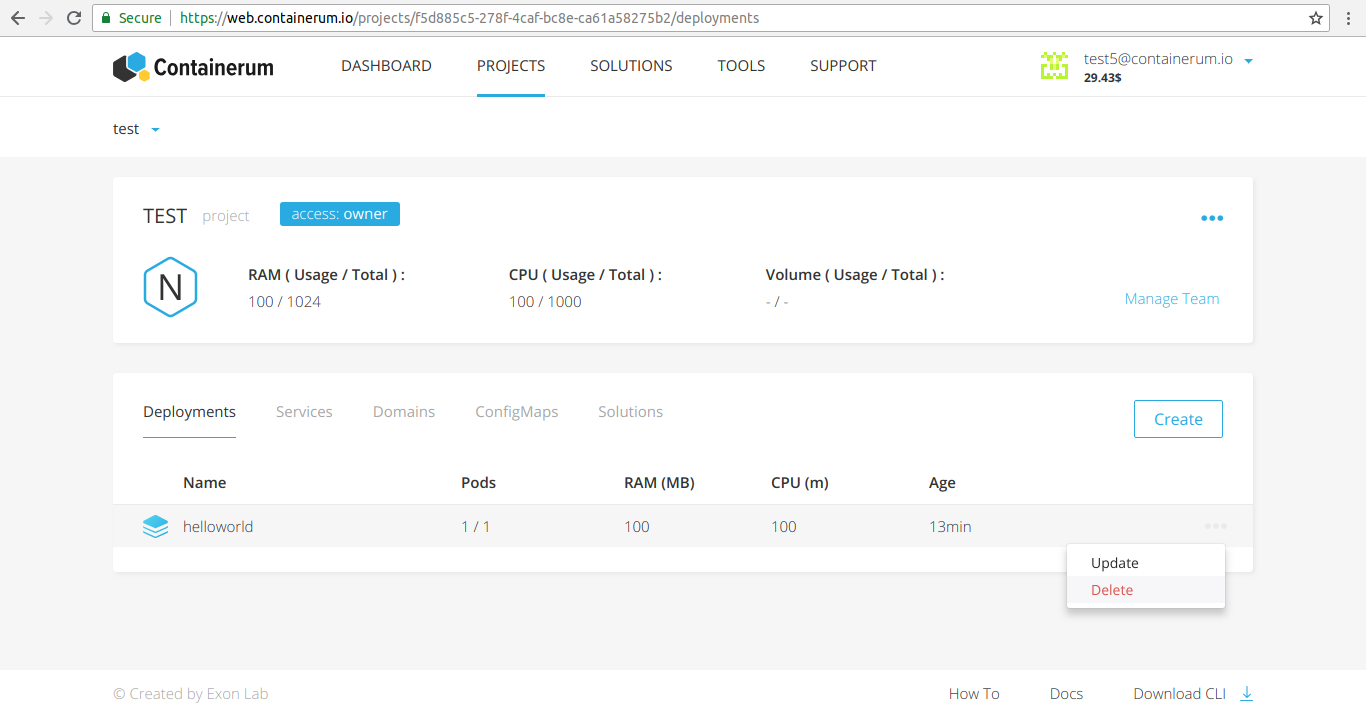 Secure https://web.containerum.io/projects/f5d885c5-278f-4caf-bc8e-ca61a58275b2/deployments
Containerum DASHBOARD PROJECTS SOLUTIONS TOOLS SUPPORT test5@containerum.io
29.43$
test
TEST project access: owner
N RAM ( Usage / Total ) : CPU ( Usage / Total ) : Volume ( Usage / Total ) :
100 / 1024 100 / 1000 - / - Manage Team
Deployments Services Domains ConfigMaps Solutions Create
Name Pods RAM (MB) CPU (m) Age
helloworld 1 / 1 100 100 13min
Update
Delete
© Created by Exon Lab How To Docs Download CLI